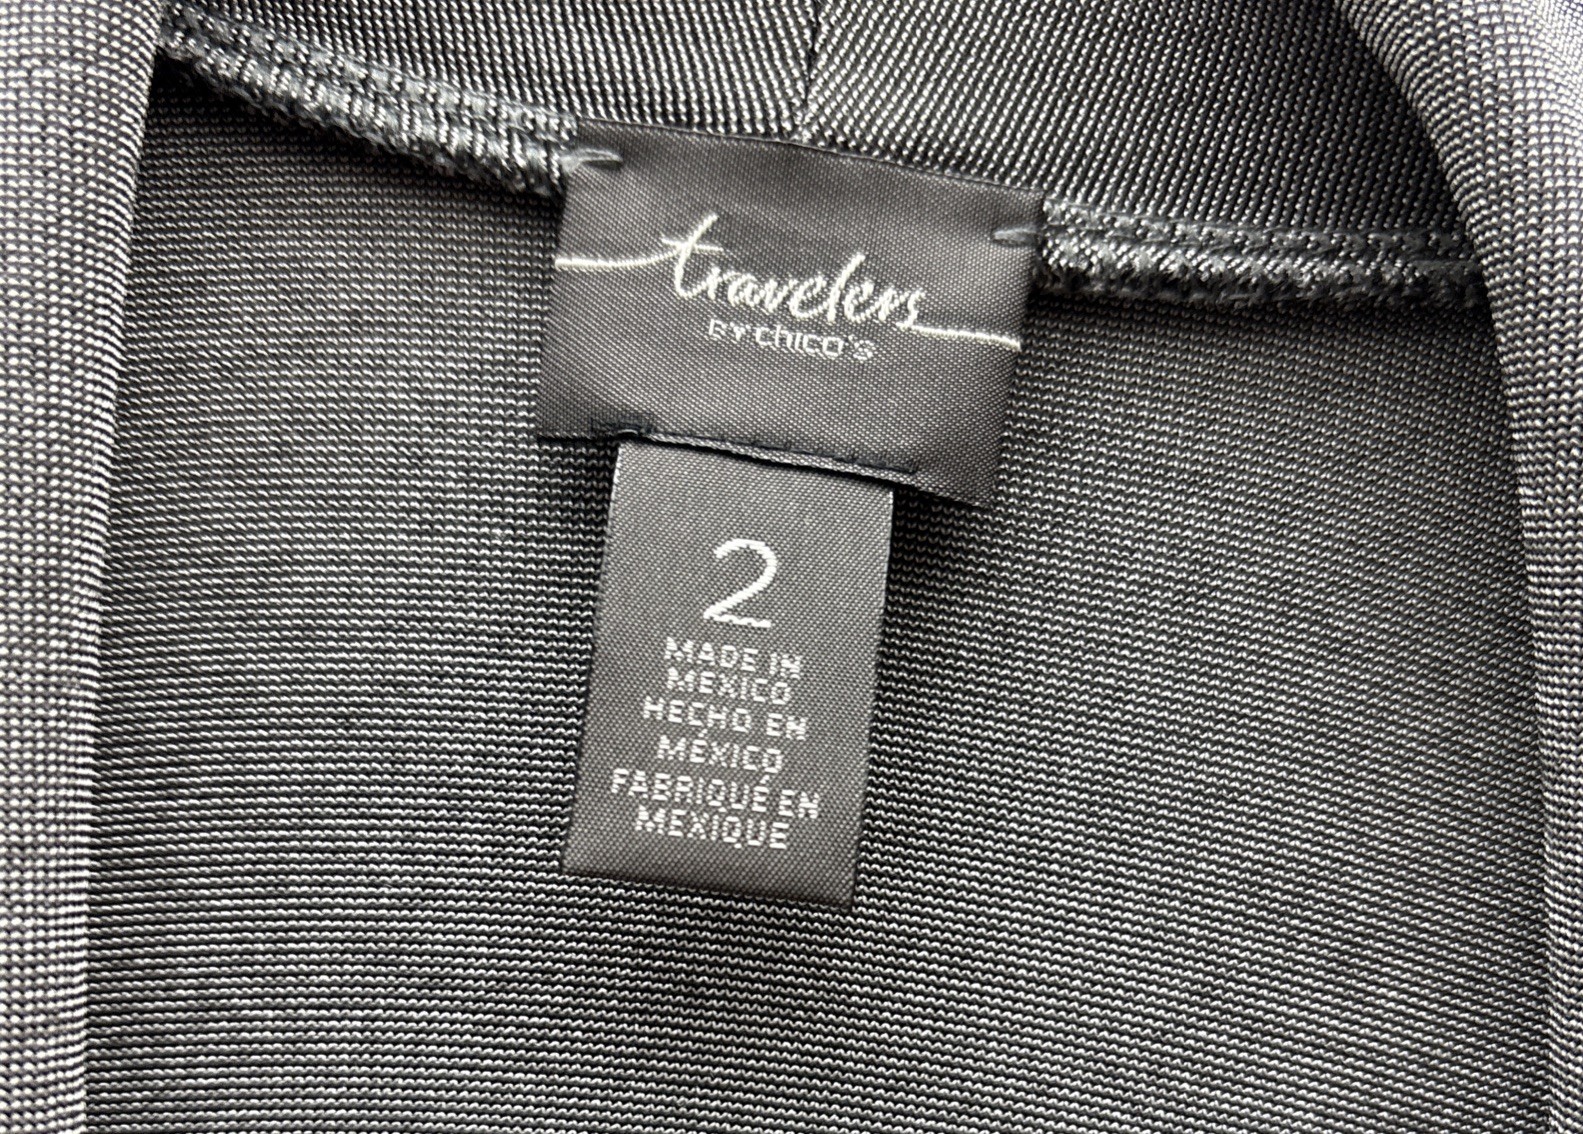 travelers
BY chico's
2
MADE IN
MEXICO
HECHO EN
MÉXICO
FABRIQUÉ EN
MEXIQUE